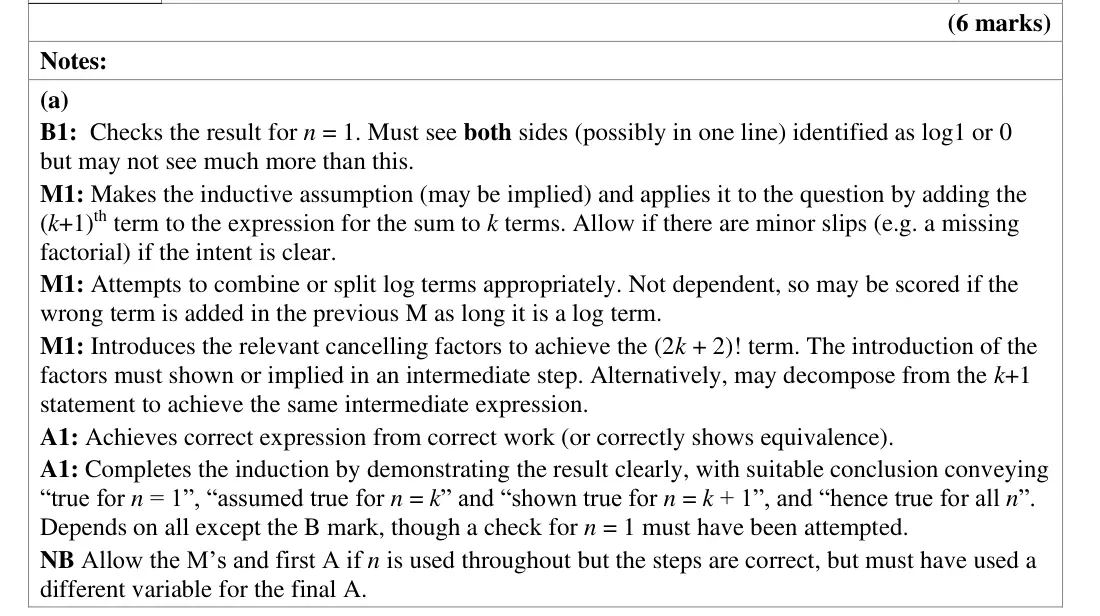 (6 marks)
Notes:
(a)
B1: Checks the result for n = 1. Must see both sides (possibly in one line) identified as log1 or 0
but may not see much more than this.
M1: Makes the inductive assumption (may be implied) and applies it to the question by adding the
(k+1)th term to the expression for the sum to k terms. Allow if there are minor slips (e.g. a missing
factorial) if the intent is clear.
M1: Attempts to combine or split log terms appropriately. Not dependent, so may be scored if the
wrong term is added in the previous M as long it is a log term.
M1: Introduces the relevant cancelling factors to achieve the (2k + 2)! term. The introduction of the
factors must shown or implied in an intermediate step. Alternatively, may decompose from the k+1
statement to achieve the same intermediate expression.
A1: Achieves correct expression from correct work (or correctly shows equivalence).
A1: Completes the induction by demonstrating the result clearly, with suitable conclusion conveying
“true for n = 1”, “assumed true for n = k” and “shown true for n = k + 1”, and “hence true for all n”.
Depends on all except the B mark, though a check for n = 1 must have been attempted.
NB Allow the M’s and first A if n is used throughout but the steps are correct, but must have used a
different variable for the final A.